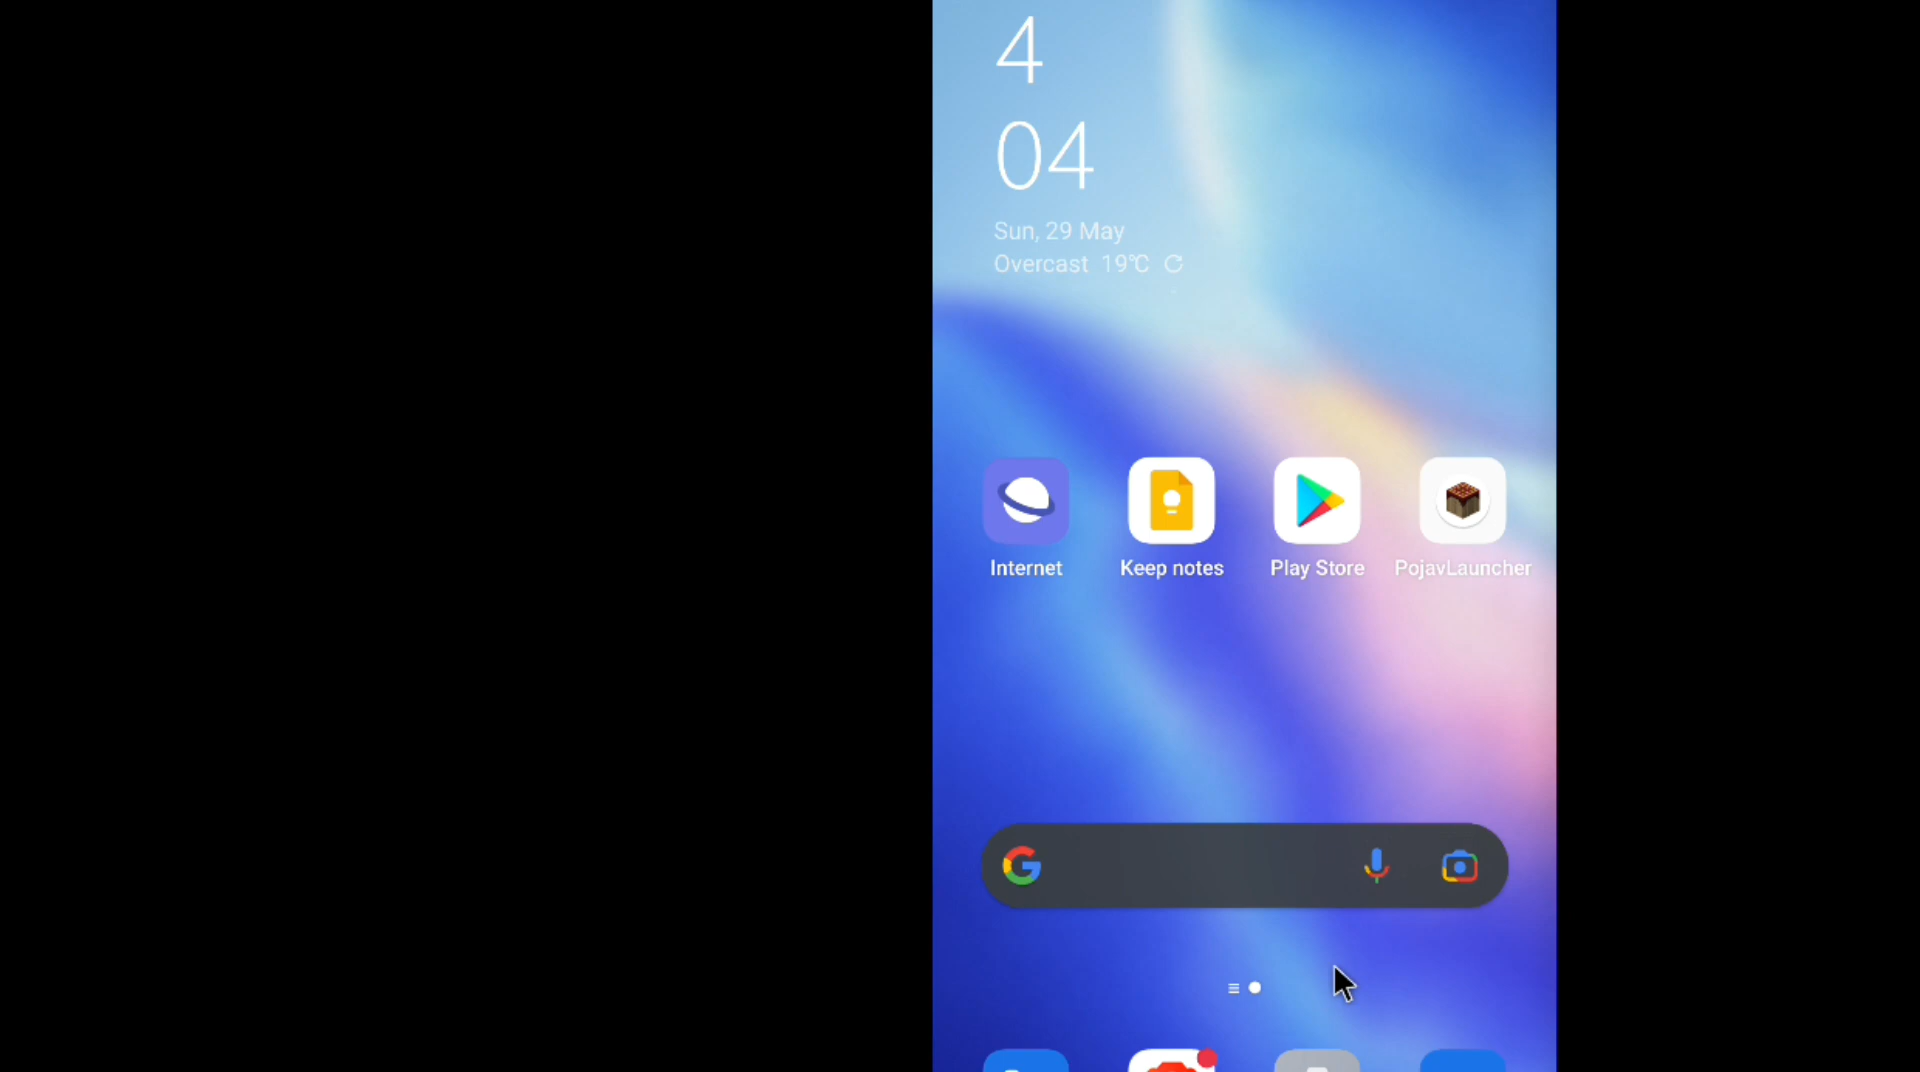 4
04
Sun, 29 May
Overcast 19°C
Internet
Keep notes
Play Store
PojavLauncher